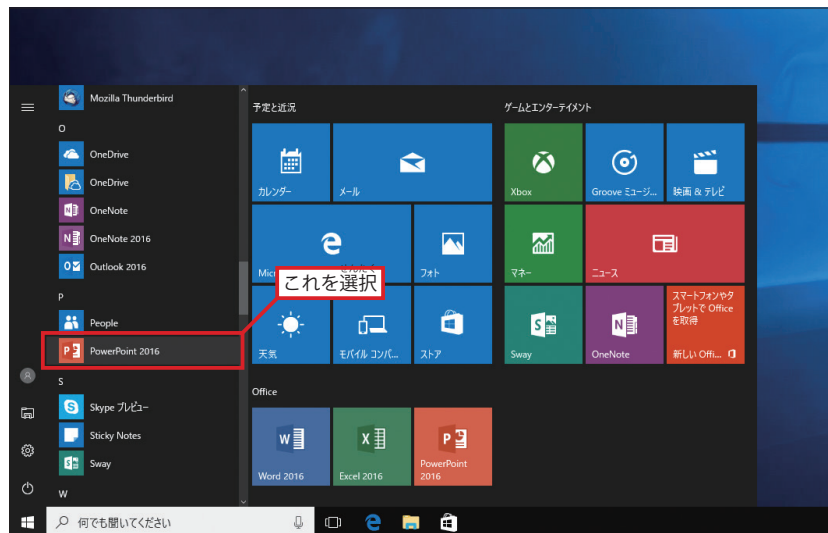 Mozilla Thunderbird
O
OneDrive
OneDrive
OneNote
OneNote 2016
Outlook 2016
P
People
PowerPoint 2016
S
Skype プレビュー
Sticky Notes
Sway
W
予定と近況
カレンダー
メール
Micr
フォト
せんたく
これを選択
天気
モバイル コンパ...
ストア
ゲームとエンターテイメント
Xbox
Groove ミュージ...
映画 & テレビ
マネー
ニュース
Sway
OneNote
スマートフォンやタ
ブレットで Office
を取得
新しい Offi...
Office
Word 2016
Excel 2016
PowerPoint
2016
何でも聞いてください